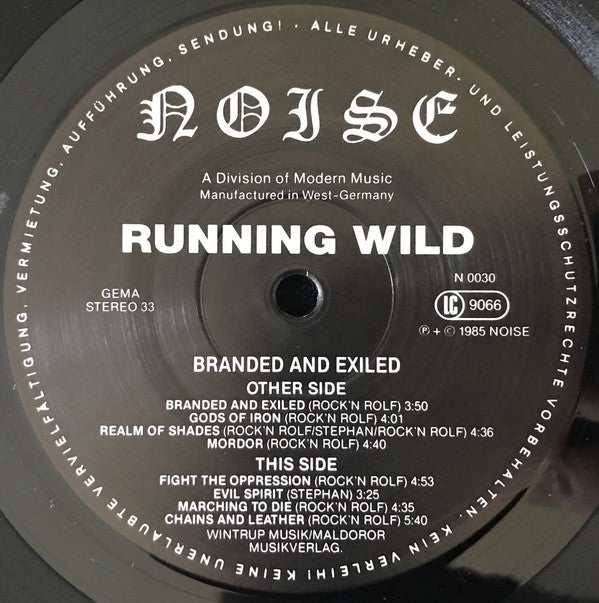 ALLE URHEBER- UND LEISTUNGSSCHUTZRECHTE VORBEHALTEN. KEIN VERLEIH! KEINE UNERLAUBTE VERVIELFÄLTIGUNG, VERMIETUNG, AUFFÜHRUNG, SENDUNG! ·
NOISE
A Division of Modern Music
Manufactured in West-Germany
RUNNING WILD
GEMA
STEREO 33
N 0030
LC 9066
Ⓟ + © 1985 NOISE
BRANDED AND EXILED
OTHER SIDE
BRANDED AND EXILED (ROCK'N ROLF) 3:50
GODS OF IRON (ROCK'N ROLF) 4:01
REALM OF SHADES (ROCK'N ROLF/STEPHAN/ROCK'N ROLF) 4:36
MORDOR (ROCK'N ROLF) 4:40
THIS SIDE
FIGHT THE OPPRESSION (ROCK'N ROLF) 4:53
EVIL SPIRIT (STEPHAN) 3:25
MARCHING TO DIE (ROCK'N ROLF) 4:35
CHAINS AND LEATHER (ROCK'N ROLF) 5:40
WINTRUP MUSIK/MALDOROR
MUSIKVERLAG.